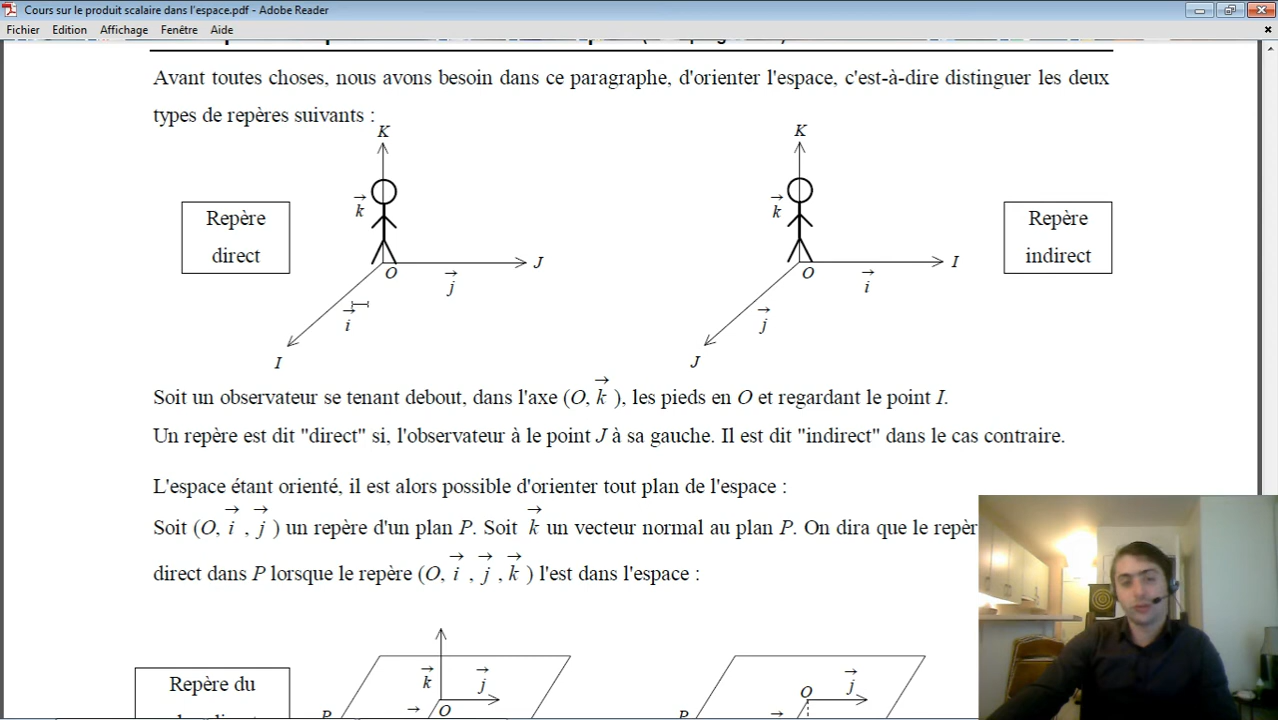 Cours sur le produit scalaire dans l'espace.pdf - Adobe Reader
Fichier Edition Affichage Fenêtre Aide
Avant toutes choses, nous avons besoin dans ce paragraphe, d'orienter l'espace, c'est-à-dire distinguer les deux
types de repères suivants :
K K
Repère direct
k
O
J
j
i
I
k
O
I
i
j
J
Repère indirect
Soit un observateur se tenant debout, dans l'axe (O, k ), les pieds en O et regardant le point I.
Un repère est dit "direct" si, l'observateur à le point J à sa gauche. Il est dit "indirect" dans le cas contraire.
L'espace étant orienté, il est alors possible d'orienter tout plan de l'espace :
Soit (O, i , j ) un repère d'un plan P. Soit k un vecteur normal au plan P. On dira que le
direct dans P lorsque le repère (O, i , j , k ) l'est dans l'espace :
Repère du
k j
O
O j